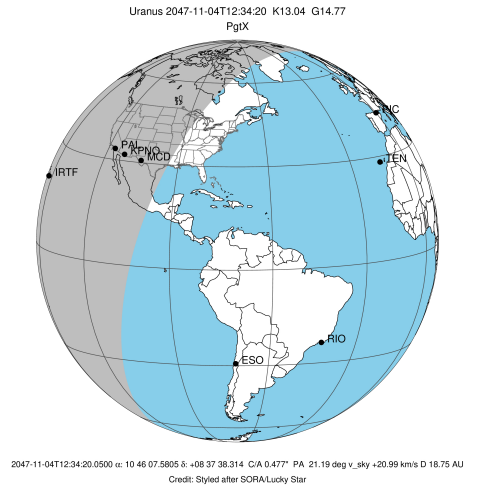 Uranus 2047-11-04T12:34:20  K13.04  G14.77
PgtX
PIC
PAL
KPNO
MCD
TEN
IRTF
RIO
ESO
2047-11-04T12:34:20.0500 α: 10 46 07.5805 δ: +08 37 38.314  C/A 0.477"  PA  21.19 deg v_sky +20.99 km/s D 18.75 AU
Credit: Styled after SORA/Lucky Star